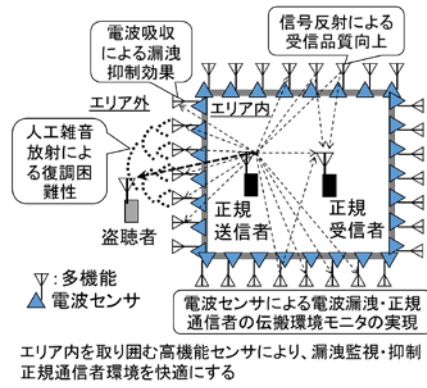 電波吸収
による漏洩
抑制効果
信号反射による
受信品質向上
エリア外
エリア内
人工雑音
放射によ
る復調困
難性
盗聴者
正規
送信者
正規
受信者
:多機能
電波センサ
電波センサによる電波漏洩・正規
通信者の伝搬環境モニタの実現
エリア内を取り囲む高機能センサにより、漏洩監視・抑制
正規通信者環境を快適にする